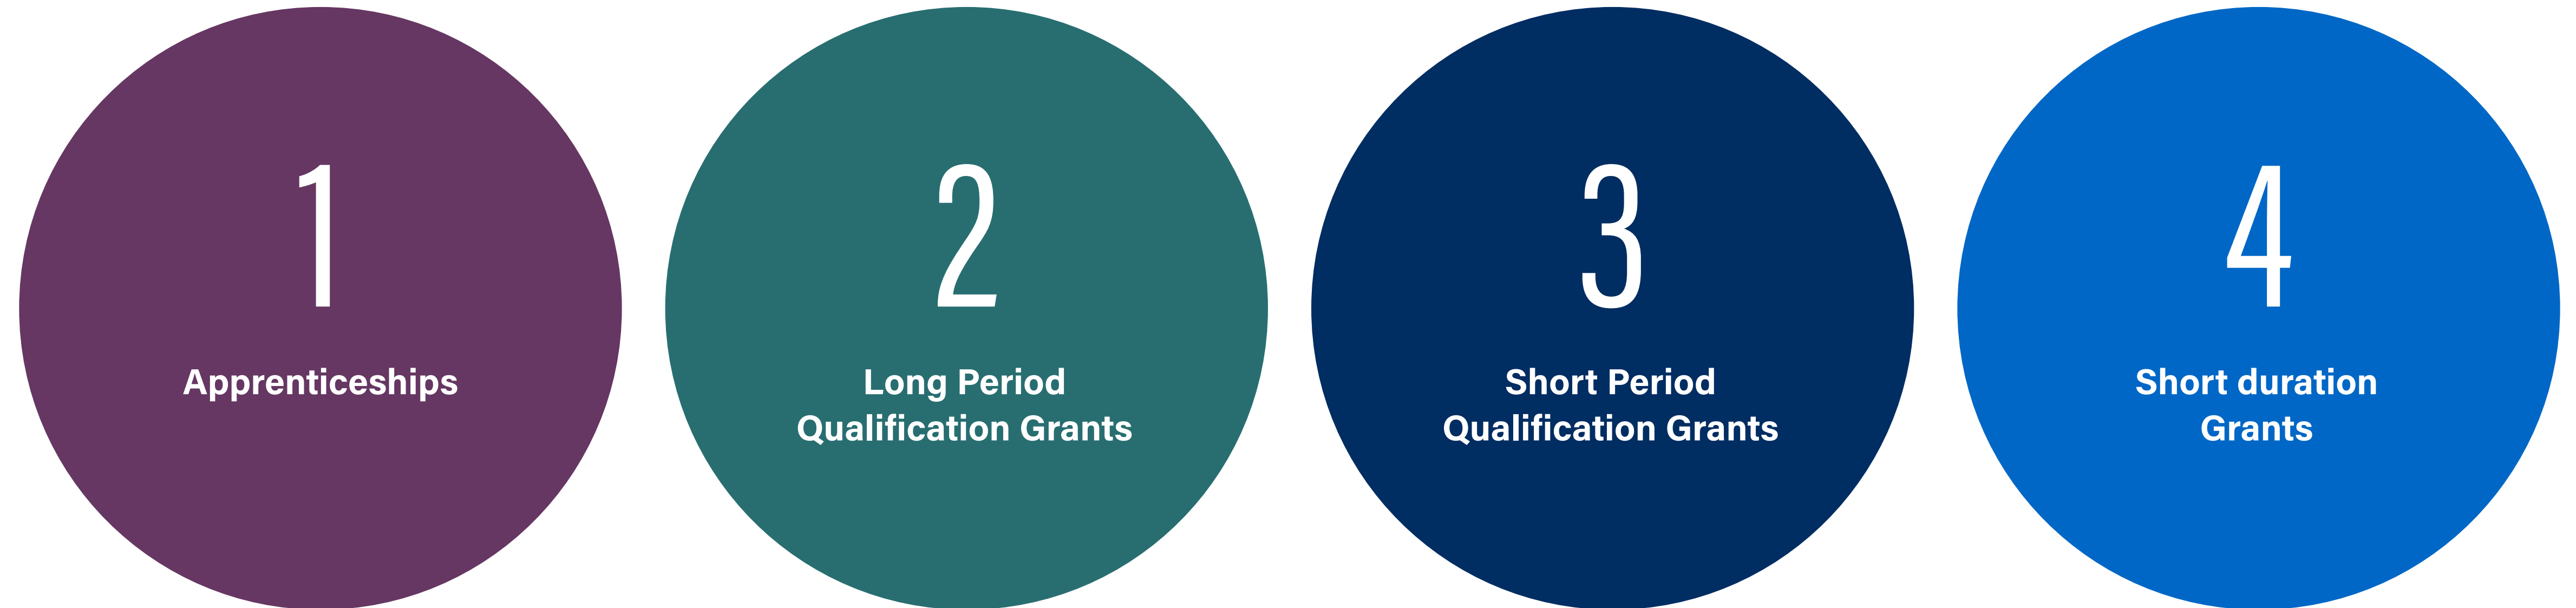 1
Apprenticeships
2
Long Period
Qualification Grants
3
Short Period
Qualification Grants
4
Short duration
Grants